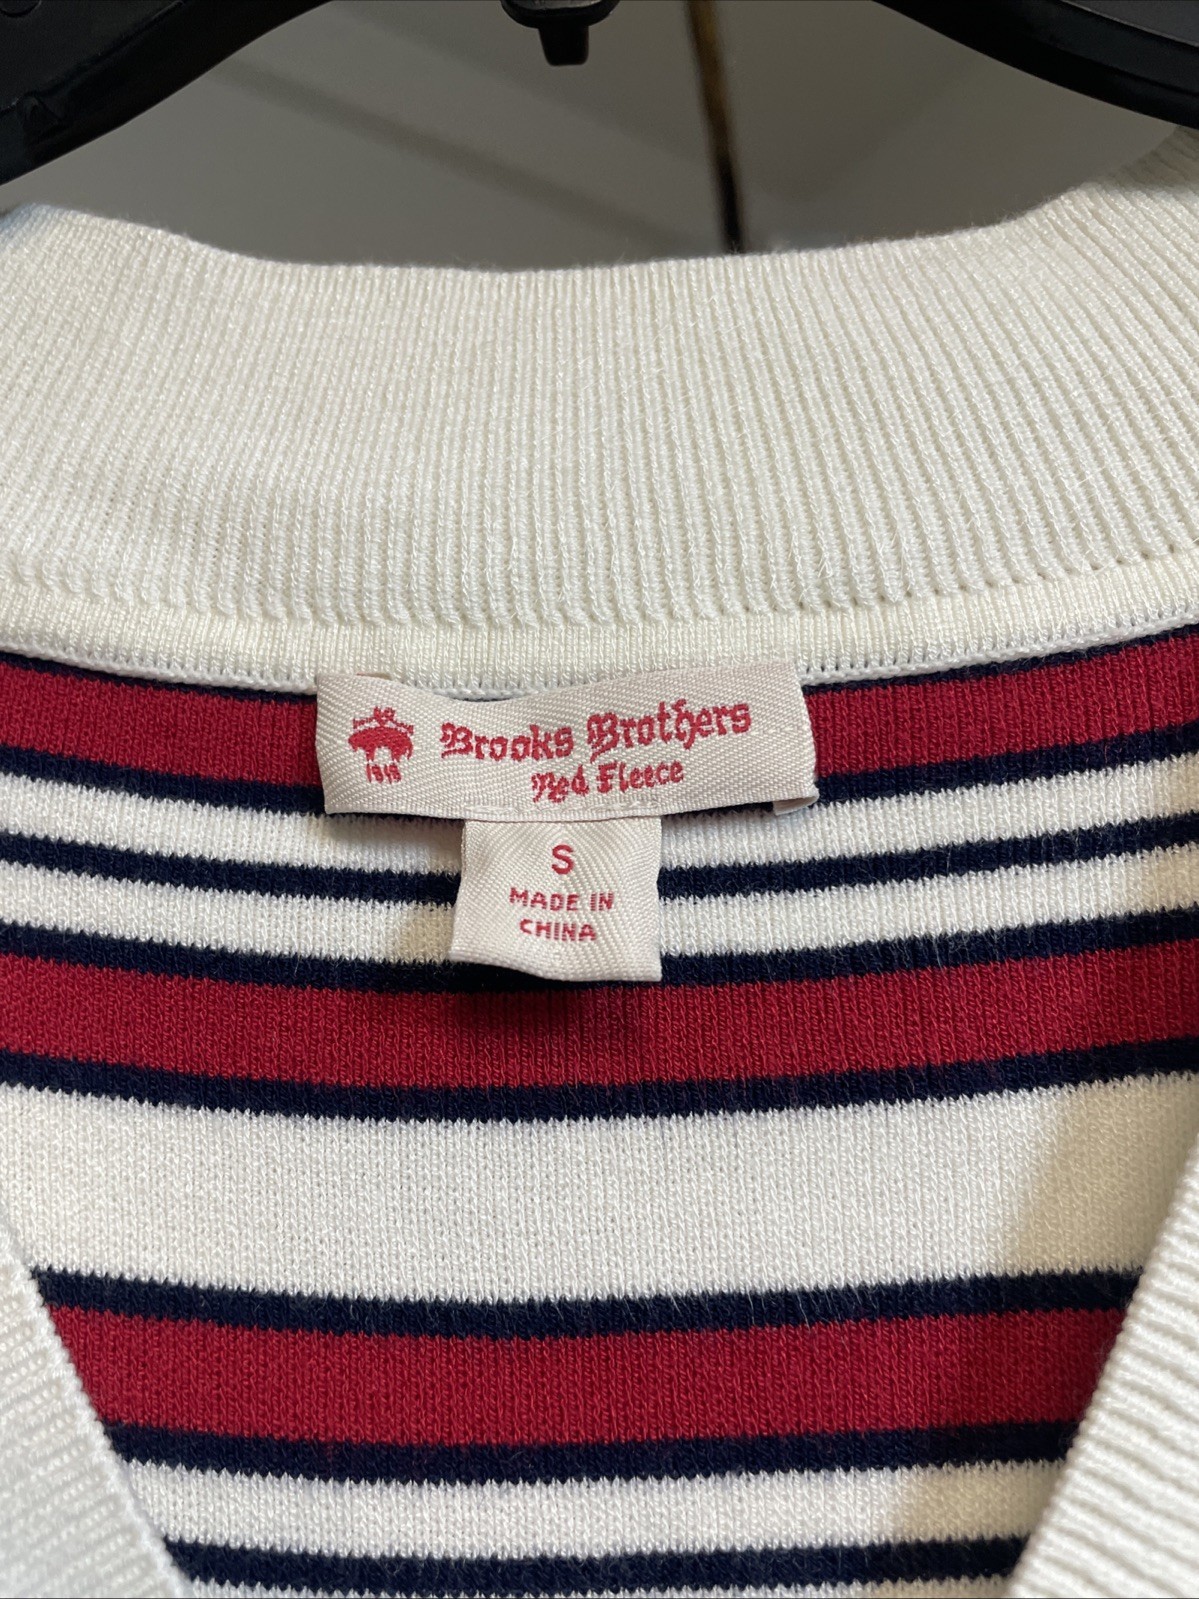 Brooks Brothers
Red Fleece
1818
S
MADE IN
CHINA